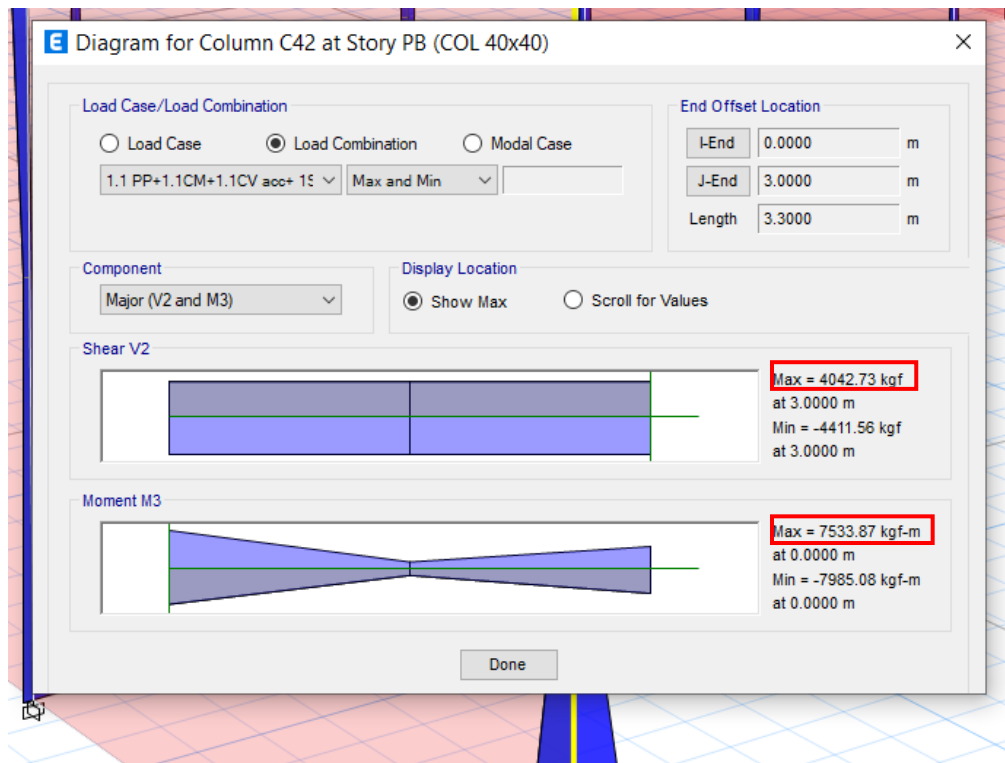 E Diagram for Column C42 at Story PB (COL 40x40)
Load Case/Load Combination
Load Case Load Combination Modal Case
1.1 PP+1.1CM+1.1CV acc+ 1S Max and Min
End Offset Location
I-End 0.0000 m
J-End 3.0000 m
Length 3.3000 m
Component
Major (V2 and M3)
Display Location
Show Max Scroll for Values
Shear V2
Max = 4042.73 kgf
at 3.0000 m
Min = -4411.56 kgf
at 3.0000 m
Moment M3
Max = 7533.87 kgf-m
at 0.0000 m
Min = -7985.08 kgf-m
at 0.0000 m
Done